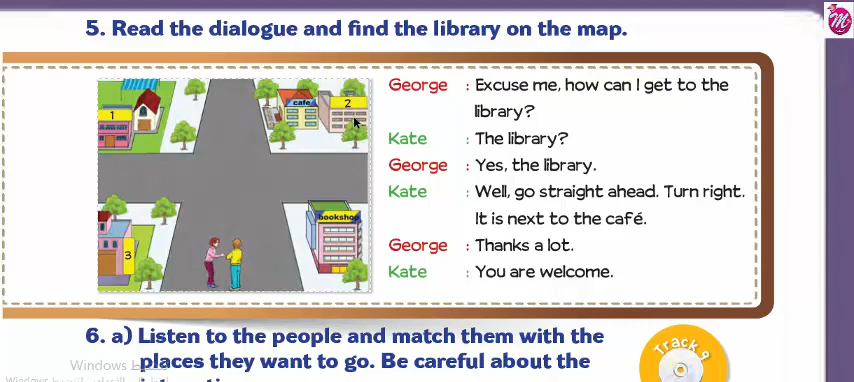 5. Read the dialogue and find the library on the map.
1
cafe
2
bookshop
3
George : Excuse me, how can I get to the
library?
Kate : The library?
George : Yes, the library.
Kate : Well, go straight ahead. Turn right.
It is next to the café.
George : Thanks a lot.
Kate : You are welcome.
6. a) Listen to the people and match them with the
places they want to go. Be careful about the
Track 9
M
Windows
Windows